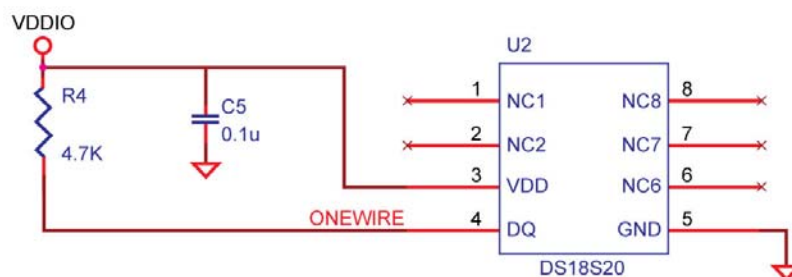 VDDIO
R4
4.7K
C5
0.1u
ONEWIRE
U2
1 NC1 NC8 8
2 NC2 NC7 7
3 VDD NC6 6
4 DQ GND 5
DS18S20